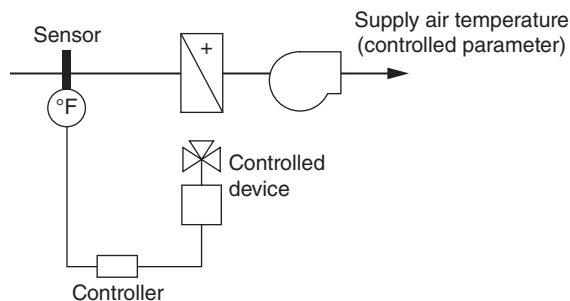 Supply air temperature
(controlled parameter)
Sensor
+
°F
Controlled
device
Controller